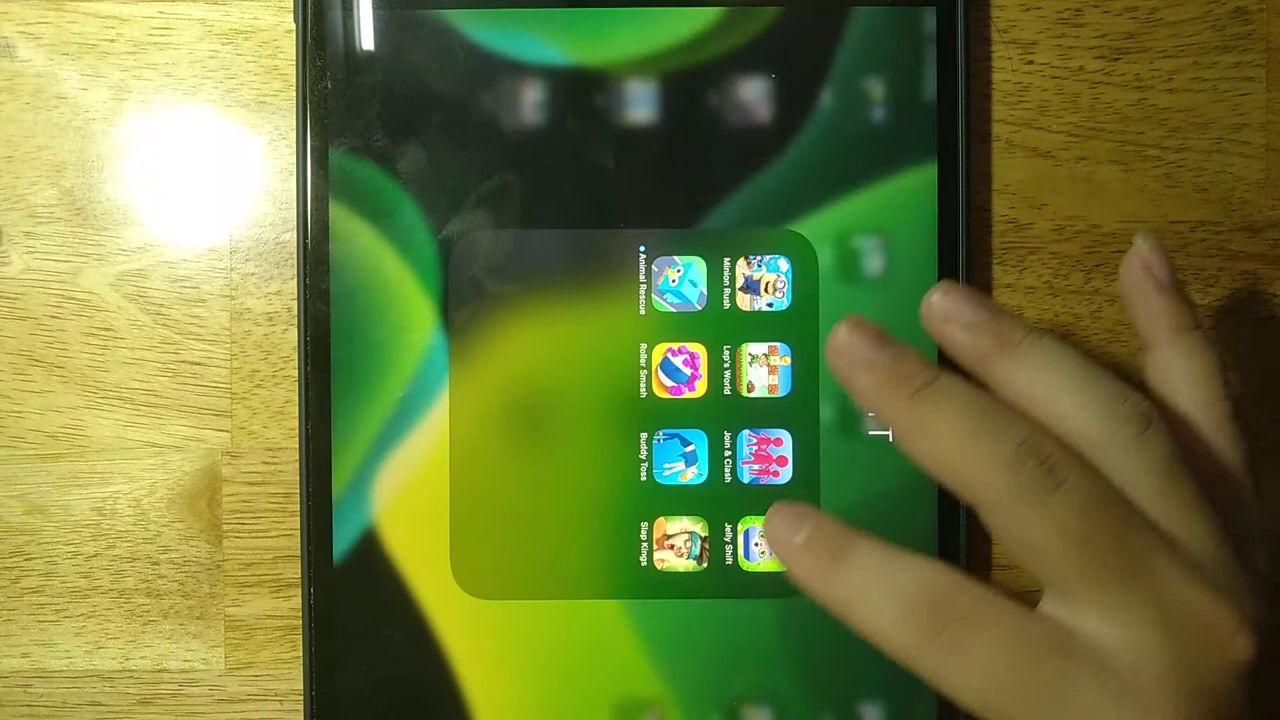 T
Minion Rush
Lep's World
Join & Clash
Jelly Shift
Animal Rescue
Roller Smash
Buddy Toss
Slap Kings